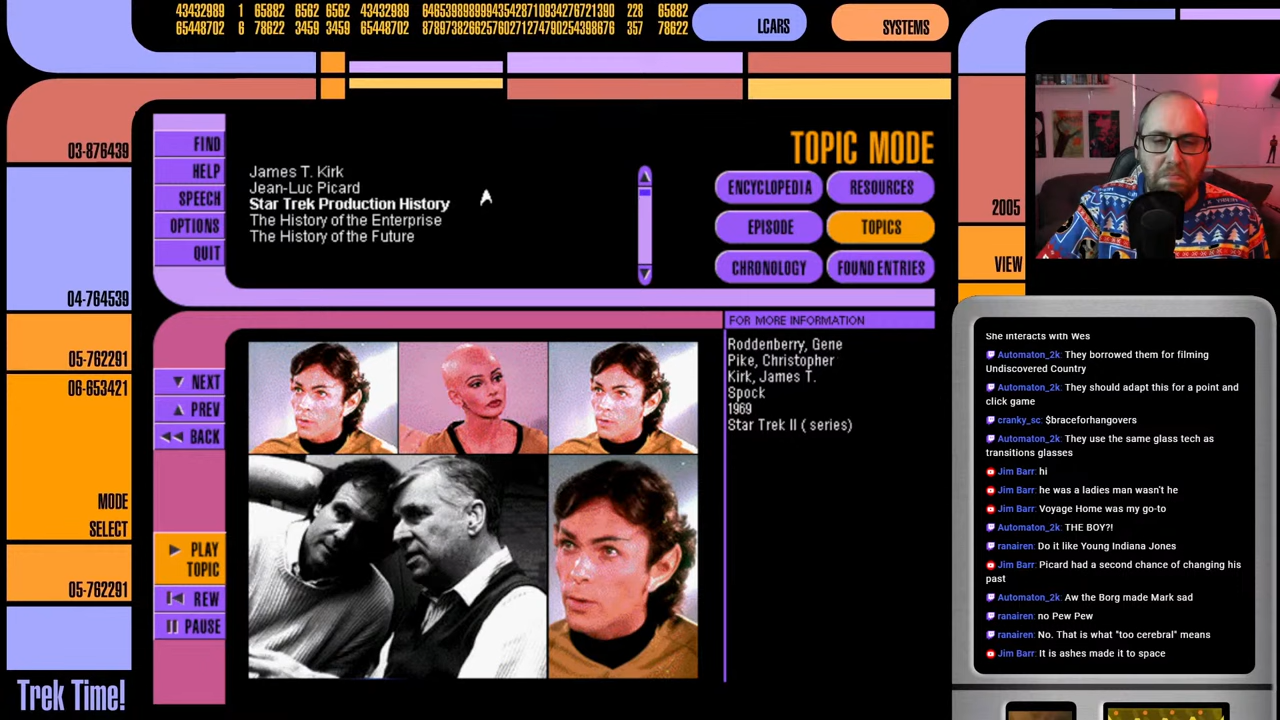 43432989 1 65882 6562 6562 43432989 64653989899435428710934276721390 228 65882
65448702 6 78622 3459 3459 65448702 87897382662576027127479025439876 357 78622
LCARS
SYSTEMS
03-876439
04-764539
05-762291
06-653421
MODE
SELECT
05-762291
Trek Time!
FIND
HELP
SPEECH
OPTIONS
QUIT
James T. Kirk
Jean-Luc Picard
Star Trek Production History
The History of the Enterprise
The History of the Future
TOPIC MODE
ENCYCLOPEDIA
RESOURCES
EPISODE
TOPICS
CHRONOLOGY
FOUND ENTRIES
NEXT
PREV
BACK
PLAY
TOPIC
REW
PAUSE
FOR MORE INFORMATION
Roddenberry, Gene
Pike, Christopher
Kirk, James T.
Spock
1969
Star Trek II ( series)
2005
VIEW
She interacts with Wes
Automaton_2k: They borrowed them for filming
Undiscovered Country
Automaton_2k: They should adapt this for a point and
click game
cranky_sc: $braceforhangovers
Automaton_2k: They use the same glass tech as
transitions glasses
Jim Barr: hi
Jim Barr: he was a ladies man wasn't he
Jim Barr: Voyage Home was my go-to
Automaton_2k: THE BOY?!
ranairen: Do it like Young Indiana Jones
Jim Barr: Picard had a second chance of changing his
past
Automaton_2k: Aw the Borg made Mark sad
ranairen: no Pew Pew
ranairen: No. That is what "too cerebral" means
Jim Barr: It is ashes made it to space